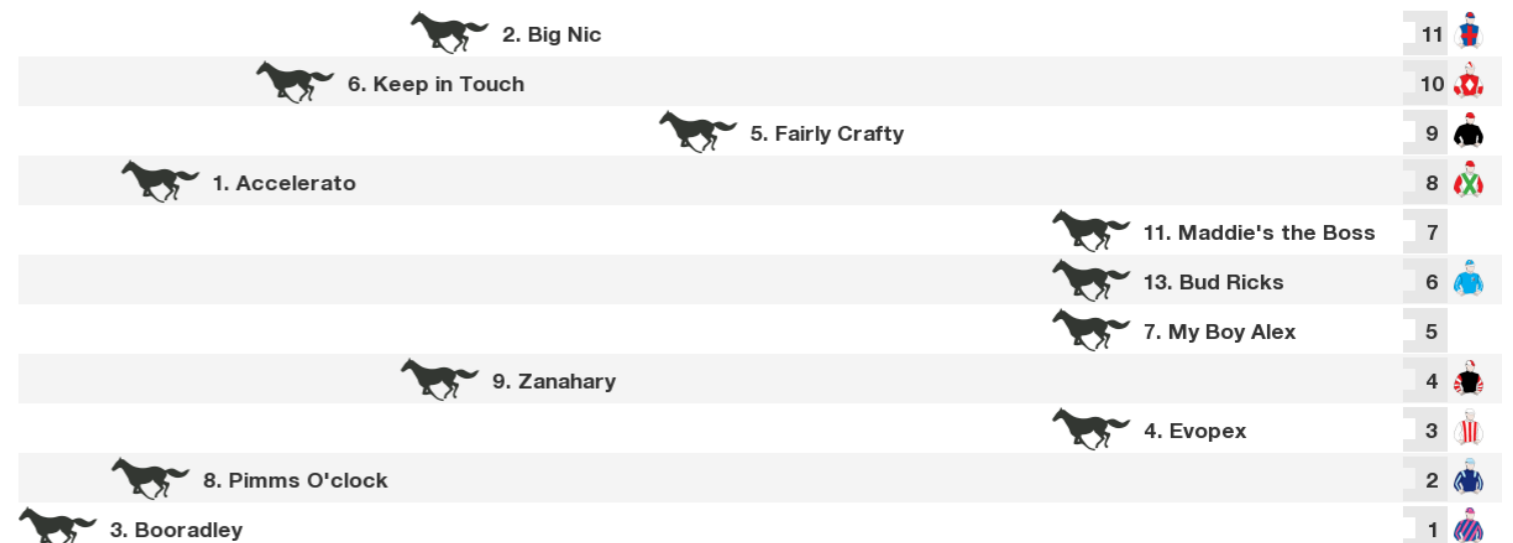 2. Big Nic 11
6. Keep in Touch 10
5. Fairly Crafty 9
1. Accelerato 8
11. Maddie's the Boss 7
13. Bud Ricks 6
7. My Boy Alex 5
9. Zanahary 4
4. Evopex 3
8. Pimms O'clock 2
3. Booradley 1